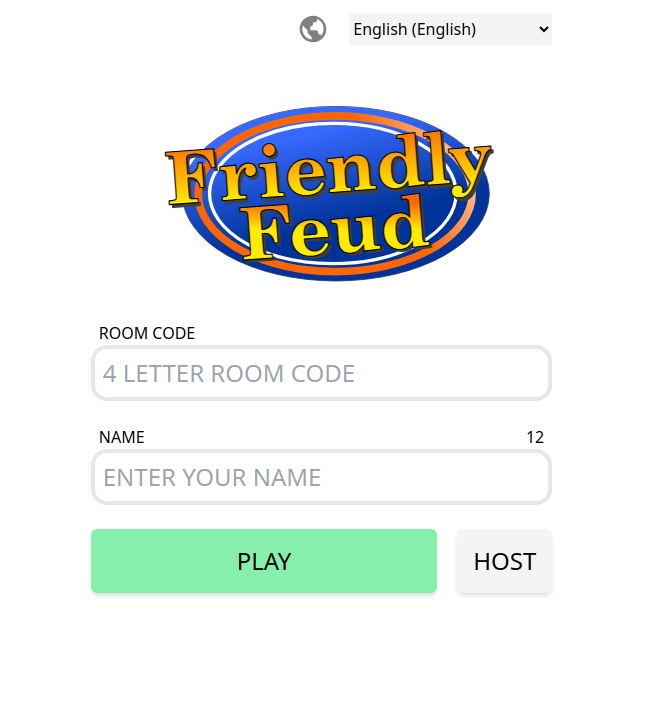 English (English)
Friendly
Feud
ROOM CODE
4 LETTER ROOM CODE
NAME 12
ENTER YOUR NAME
PLAY HOST